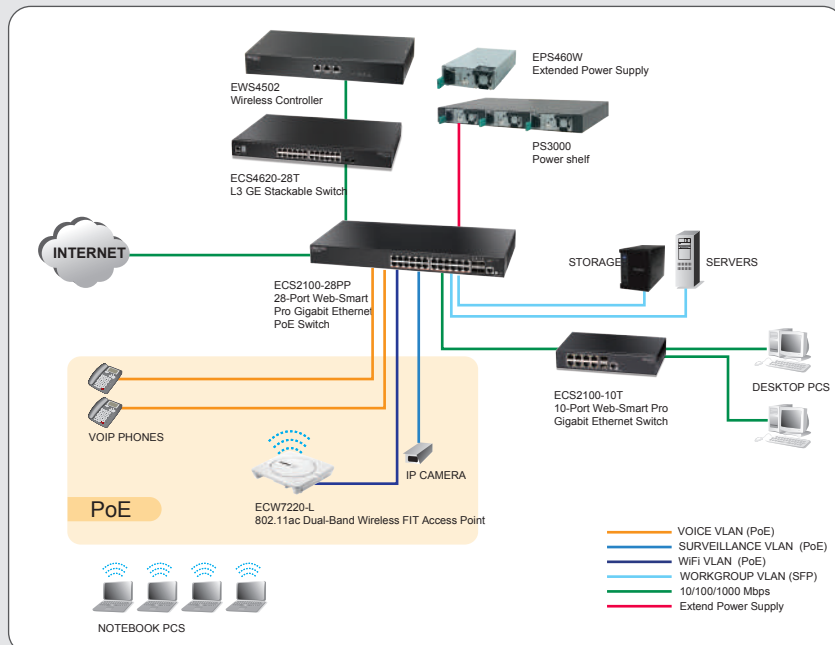 EWS4502
Wireless Controller
EPS460W
Extended Power Supply
PS3000
Power shelf
ECS4620-28T
L3 GE Stackable Switch
INTERNET
ECS2100-28PP
28-Port Web-Smart
Pro Gigabit Ethernet
PoE Switch
STORAGE
SERVERS
ECS2100-10T
10-Port Web-Smart Pro
Gigabit Ethernet Switch
DESKTOP PCS
VOIP PHONES
IP CAMERA
ECW7220-L
802.11ac Dual-Band Wireless FIT Access Point
PoE
NOTEBOOK PCS
VOICE VLAN (PoE)
SURVEILLANCE VLAN (PoE)
WiFi VLAN (PoE)
WORKGROUP VLAN (SFP)
10/100/1000 Mbps
Extend Power Supply